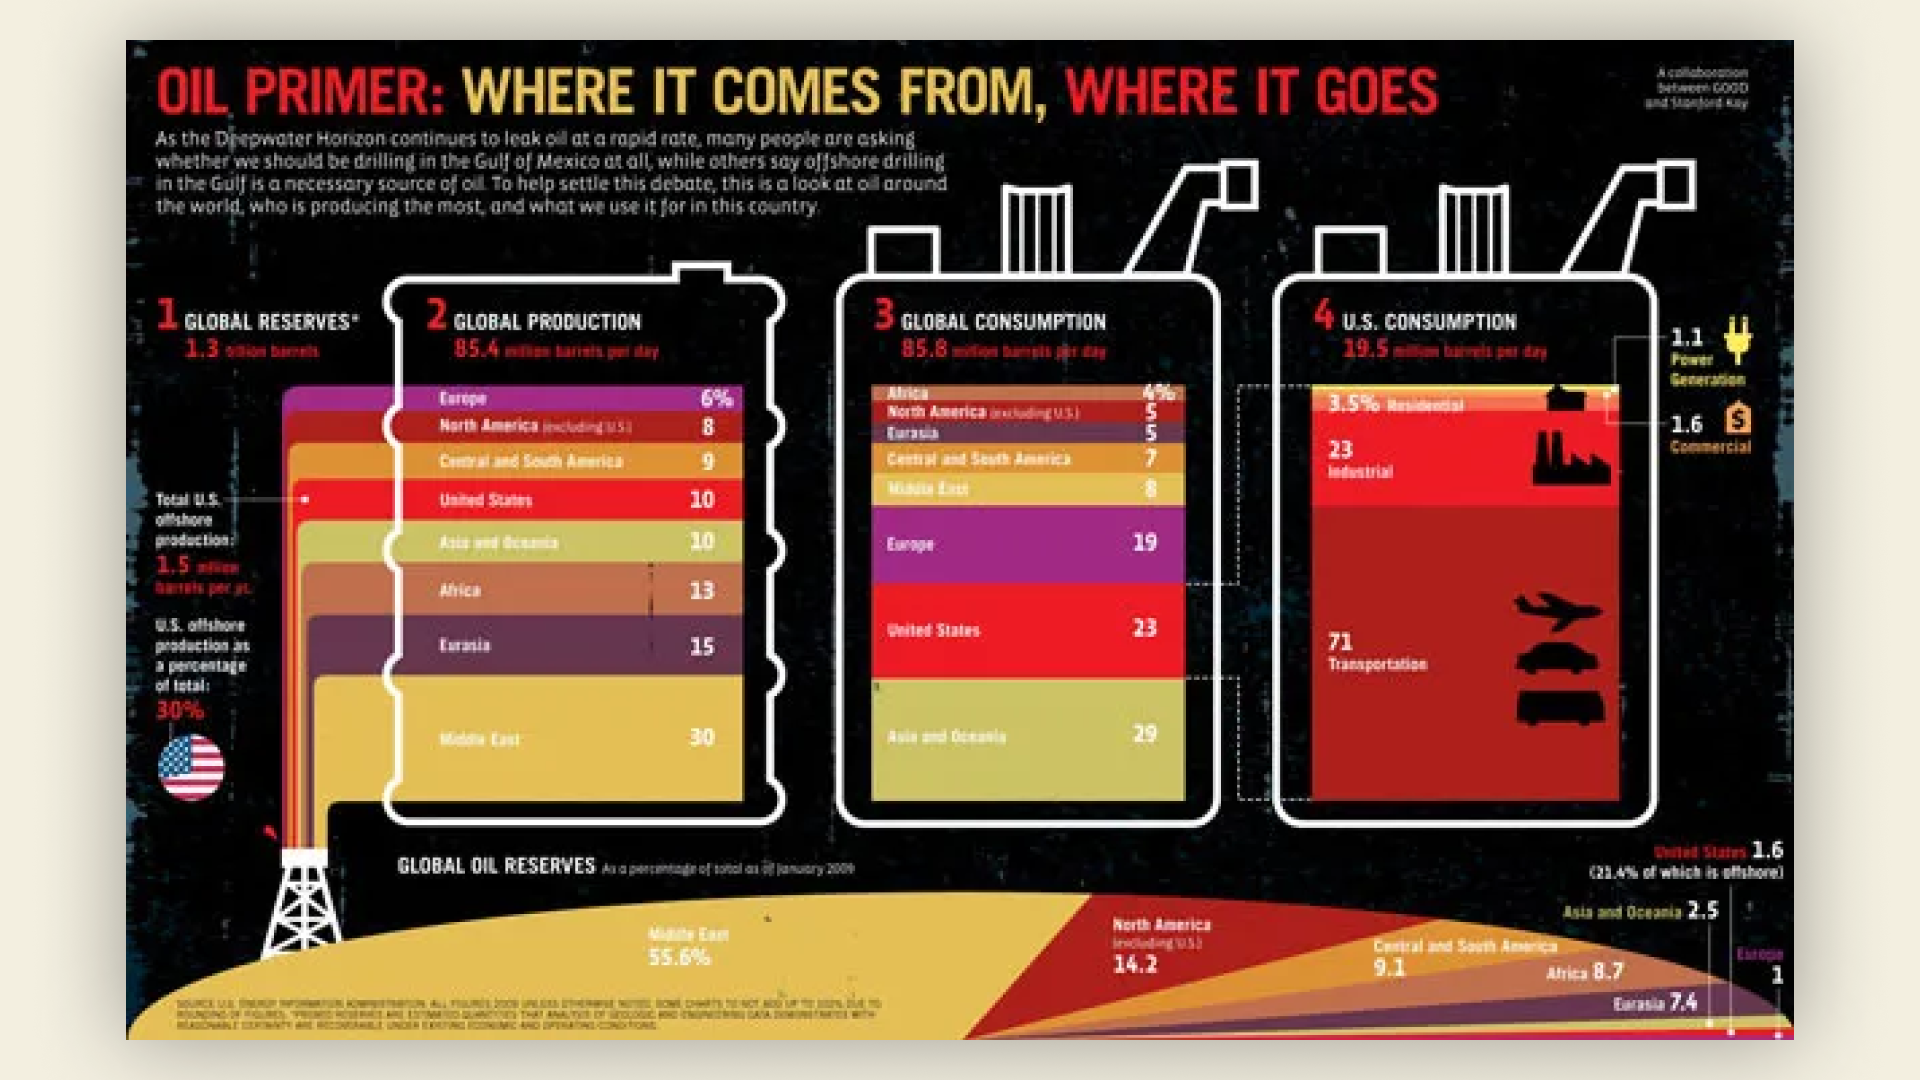 OIL PRIMER: WHERE IT COMES FROM, WHERE IT GOES
A collaboration
between GOOD
and Stanford Kay
As the Deepwater Horizon continues to leak oil at a rapid rate, many people are asking
whether we should be drilling in the Gulf of Mexico at all, while others say offshore drilling
in the Gulf is a necessary source of oil. To help settle this debate, this is a look at oil around
the world, who is producing the most, and what we use it for in this country.
1 GLOBAL RESERVES*
1.3 trillion barrels
Total U.S.
offshore
production:
1.5 million
barrels per yr.
U.S. offshore
production as
a percentage
of total:
30%
2 GLOBAL PRODUCTION
85.4 million barrels per day
Europe 6%
North America (excluding U.S.) 8
Central and South America 9
United States 10
Asia and Oceania 10
Africa 13
Eurasia 15
Middle East 30
3 GLOBAL CONSUMPTION
85.8 million barrels per day
Africa 4%
North America (excluding U.S.) 5
Eurasia 5
Central and South America 7
Middle East 8
Europe 19
United States 23
Asia and Oceania 29
4 U.S. CONSUMPTION
19.5 million barrels per day
3.5% Residential
23
Industrial
71
Transportation
1.1
Power
Generation
1.6
$
Commercial
GLOBAL OIL RESERVES As a percentage of total as of January 2009
Middle East
55.6%
North America
(excluding U.S.)
14.2
Central and South America
9.1
Africa 8.7
Eurasia 7.4
United States 1.6
(21.4% of which is offshore)
Asia and Oceania 2.5
Europe
1
SOURCE: U.S. ENERGY INFORMATION ADMINISTRATION. ALL FIGURES 2009 UNLESS OTHERWISE NOTED. SOME CHARTS TO NOT ADD UP TO 100% DUE TO
ROUNDING OF FIGURES. *PROVED RESERVES ARE ESTIMATED QUANTITIES THAT ANALYSIS OF GEOLOGIC AND ENGINEERING DATA DEMONSTRATES WITH
REASONABLE CERTAINTY ARE RECOVERABLE UNDER EXISTING ECONOMIC AND OPERATING CONDITIONS.